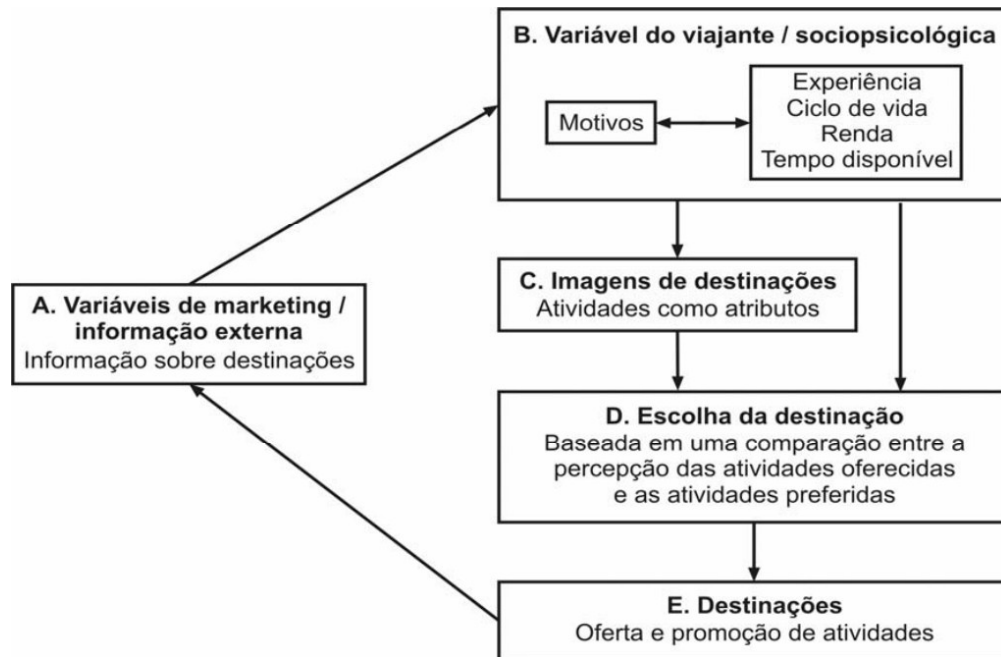 B. Variável do viajante / sociopsicológica
Motivos
Experiência
Ciclo de vida
Renda
Tempo disponível
A. Variáveis de marketing /
informação externa
Informação sobre destinações
C. Imagens de destinações
Atividades como atributos
D. Escolha da destinação
Baseada em uma comparação entre a
percepção das atividades oferecidas
e as atividades preferidas
E. Destinações
Oferta e promoção de atividades